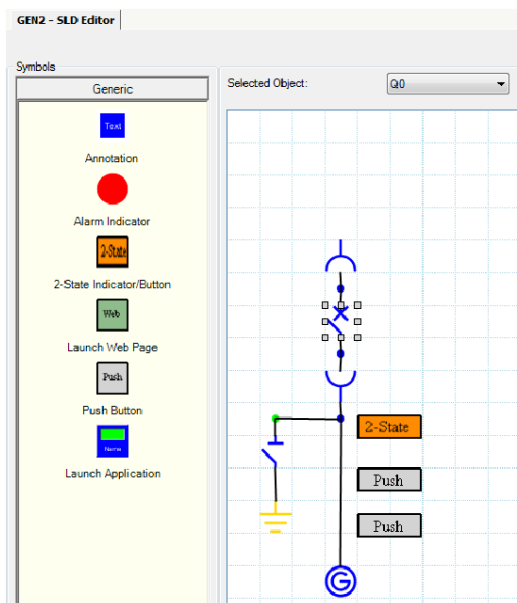 GEN2 - SLD Editor
Symbols
Generic
Selected Object:
Q0
Text
Annotation
Alarm Indicator
2-State
2-State Indicator/Button
Web
Launch Web Page
Push
Push Button
Name
Launch Application
2-State
Push
Push
G